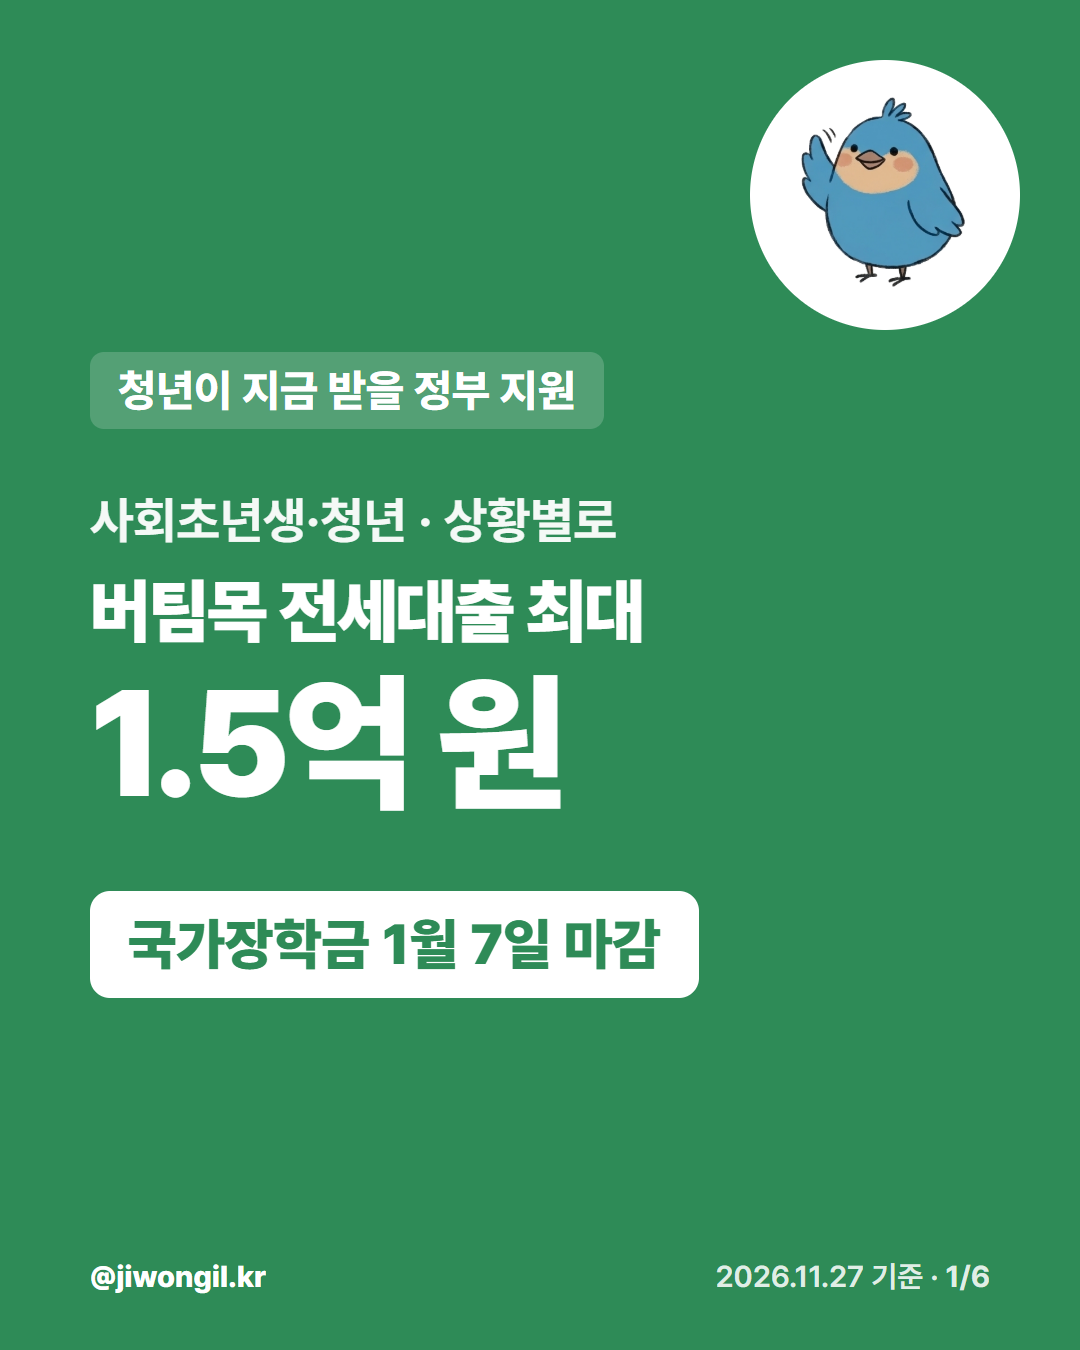 청년이 지금 받을 정부 지원
사회초년생·청년 · 상황별로
버팀목 전세대출 최대
1.5억 원
국가장학금 1월 7일 마감
@jiwongil.kr
2026.11.27 기준 · 1/6